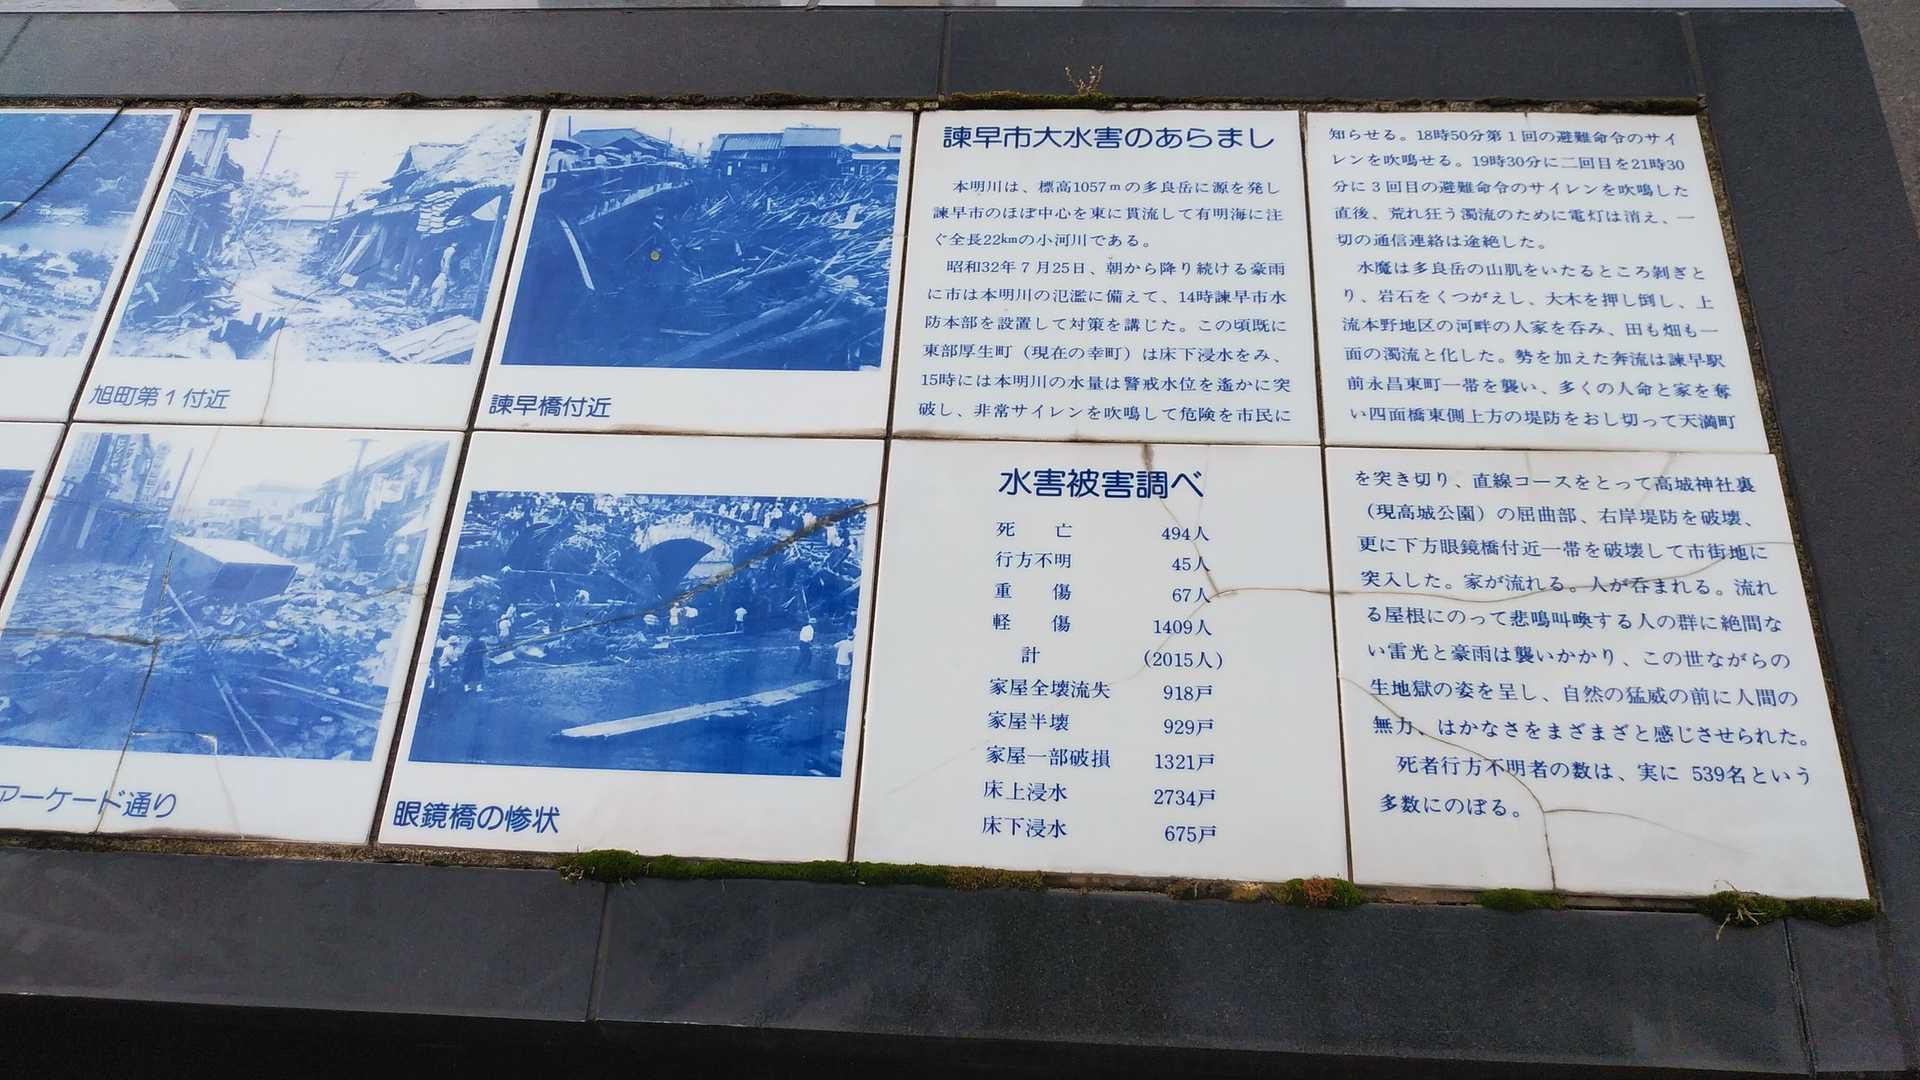 旭町第1付近
諫早橋付近
アーケード通り
眼鏡橋の惨状
諫早市大水害のあらまし
本明川は、標高1057mの多良岳に源を発し
諫早市のほぼ中心を東に貫流して有明海に注
ぐ全長22kmの小河川である。
昭和32年7月25日、朝から降り続ける豪雨
に市は本明川の氾濫に備えて、14時諫早市水
防本部を設置して対策を講じた。この頃既に
東部厚生町(現在の幸町)は床下浸水をみ、
15時には本明川の水量は警戒水位を遙かに突
破し、非常サイレンを吹鳴して危険を市民に
知らせる。18時50分第1回の避難命令のサイ
レンを吹鳴せる。19時30分に二回目を21時30
分に3回目の避難命令のサイレンを吹鳴した
直後、荒れ狂う濁流のために電灯は消え、一
切の通信連絡は途絶した。
水魔は多良岳の山肌をいたるところ剝ぎと
り、岩石をくつがえし、大木を押し倒し、上
流本野地区の河畔の人家を呑み、田も畑も一
面の濁流と化した。勢を加えた奔流は諫早駅
前永昌東町一帯を襲い、多くの人命と家を奪
い四面橋東側上方の堤防をおし切って天満町
を突き切り、直線コースをとって高城神社裏
(現高城公園)の屈曲部、右岸堤防を破壊、
更に下方眼鏡橋付近一帯を破壊して市街地に
突入した。家が流れる。人が呑まれる。流れ
る屋根にのって悲鳴叫喚する人の群に絶間な
い雷光と豪雨は襲いかかり、この世ながらの
生地獄の姿を呈し、自然の猛威の前に人間の
無力、はかなさをまざまざと感じさせられた。
死者行方不明者の数は、実に 539名という
多数にのぼる。
水害被害調べ
死亡 494人
行方不明 45人
重傷 67人
軽傷 1409人
計 (2015人)
家屋全壊流失 918戸
家屋半壊 929戸
家屋一部破損 1321戸
床上浸水 2734戸
床下浸水 675戸